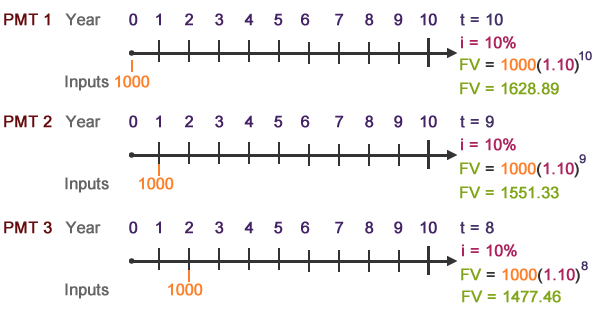 PMT 1 Year 0 1 2 3 4 5 6 7 8 9 10 t = 10
i = 10%
FV = 1000(1.10)^10
Inputs 1000
FV = 1628.89
PMT 2 Year 0 1 2 3 4 5 6 7 8 9 10 t = 9
i = 10%
FV = 1000(1.10)^9
Inputs 1000
FV = 1551.33
PMT 3 Year 0 1 2 3 4 5 6 7 8 9 10 t = 8
i = 10%
FV = 1000(1.10)^8
Inputs 1000
FV = 1477.46